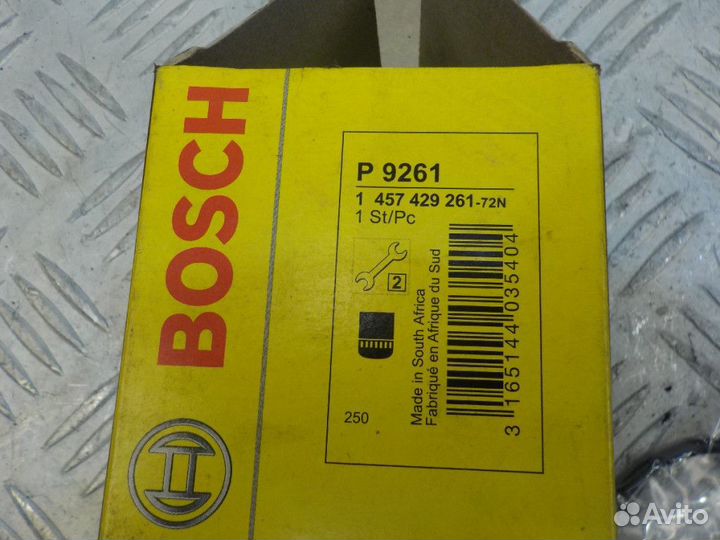 BOSCH
P 9261
1 457 429 261-72N
1 St/Pc
2
250
Made in South Africa
Fabriqué en Afrique du Sud
3 165144 035404
Avito